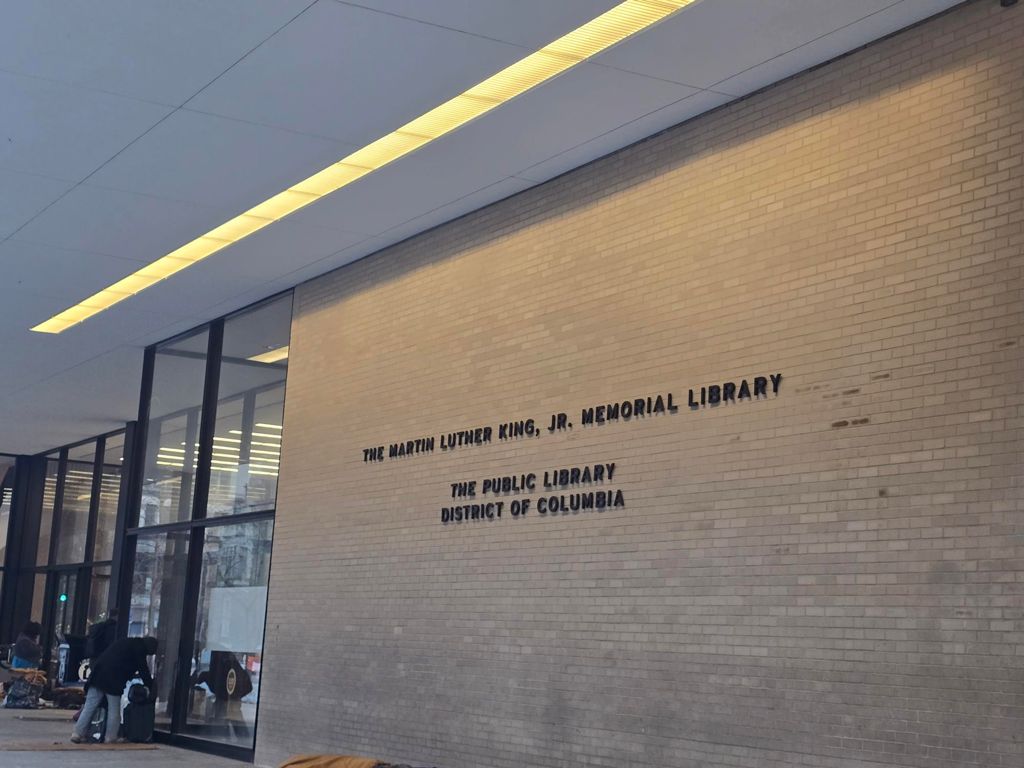 THE MARTIN LUTHER KING, JR. MEMORIAL LIBRARY
THE PUBLIC LIBRARY
DISTRICT OF COLUMBIA